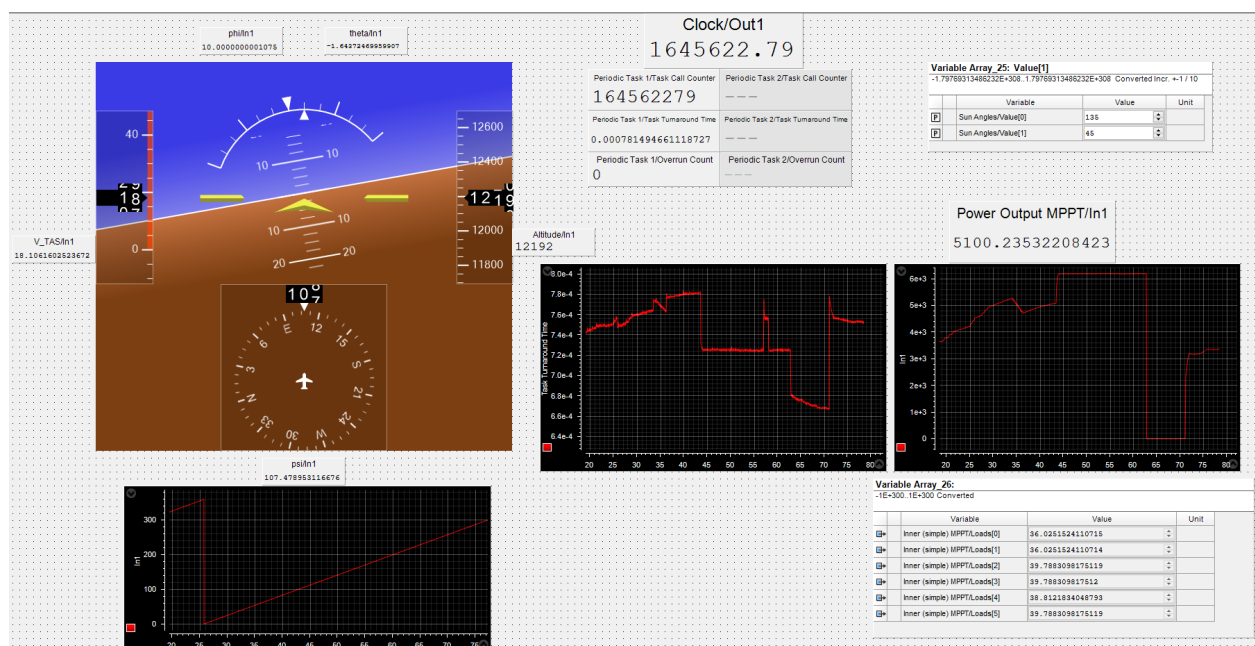 phi/In1
10.0000000001075
theta/In1
-1.64272469959907
Clock/Out1
1645622.79
Periodic Task 1/Task Call Counter
164562279
Periodic Task 2/Task Call Counter
---
Periodic Task 1/Task Turnaround Time
0.000781494661118727
Periodic Task 2/Task Turnaround Time
---
Periodic Task 1/Overrun Count
0
Periodic Task 2/Overrun Count
---
Variable Array_25: Value[1]
-1.79769313486232E+308..1.79769313486232E+308 Converted Incr. +-1 / 10
Variable Value Unit
P Sun Angles/Value[0] 135
P Sun Angles/Value[1] 45
40
18
0
10 10
10 10
20 20
12600
12400
1219
12000
11800
V_TAS/In1
18.1061602523672
Altitude/In1
12192
107
E 12 15 S 21 24 W 30 33 N 3 6
psi/In1
107.478953116676
Power Output MPPT/In1
5100.23532208423
8.0e-4
7.8e-4
7.6e-4
7.4e-4
7.2e-4
7.0e-4
6.8e-4
6.6e-4
6.4e-4
Task Turnaround Time
20 25 30 35 40 45 50 55 60 65 71 75 80
6e+3
5e+3
4e+3
3e+3
2e+3
1e+3
0
In1
20 25 30 35 40 45 50 55 60 65 71 75 80
300
200
100
0
In1
20 25 30 35 40 45 50 55 60 65 71 75
Variable Array_26:
-1E+300..1E+300 Converted
Variable Value Unit
Inner (simple) MPPT/Loads[0] 36.0251524110715
Inner (simple) MPPT/Loads[1] 36.0251524110714
Inner (simple) MPPT/Loads[2] 39.7883098175119
Inner (simple) MPPT/Loads[3] 39.788309817512
Inner (simple) MPPT/Loads[4] 38.8121834048793
Inner (simple) MPPT/Loads[5] 39.7883098175119